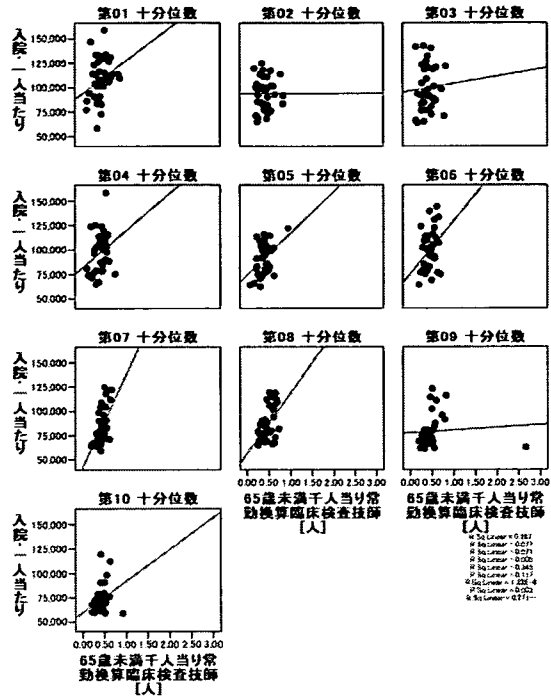 第01 十分位数
第02 十分位数
第03 十分位数
入院・一人当たり
150,000
125,000
100,000
75,000
50,000
第04 十分位数
第05 十分位数
第06 十分位数
入院・一人当たり
150,000
125,000
100,000
75,000
50,000
第07 十分位数
第08 十分位数
第09 十分位数
入院・一人当たり
150,000
125,000
100,000
75,000
50,000
0.00 0.50 1.00 1.50 2.00 2.50 3.00
0.00 0.50 1.00 1.50 2.00 2.50 3.00
65歳未満千人当り常
勤換算臨床検査技師
[人]
65歳未満千人当り常
勤換算臨床検査技師
[人]
第10 十分位数
入院・一人当たり
150,000
125,000
100,000
75,000
50,000
0.00 0.50 1.00 1.50 2.00 2.50 3.00
65歳未満千人当り常
勤換算臨床検査技師
[人]